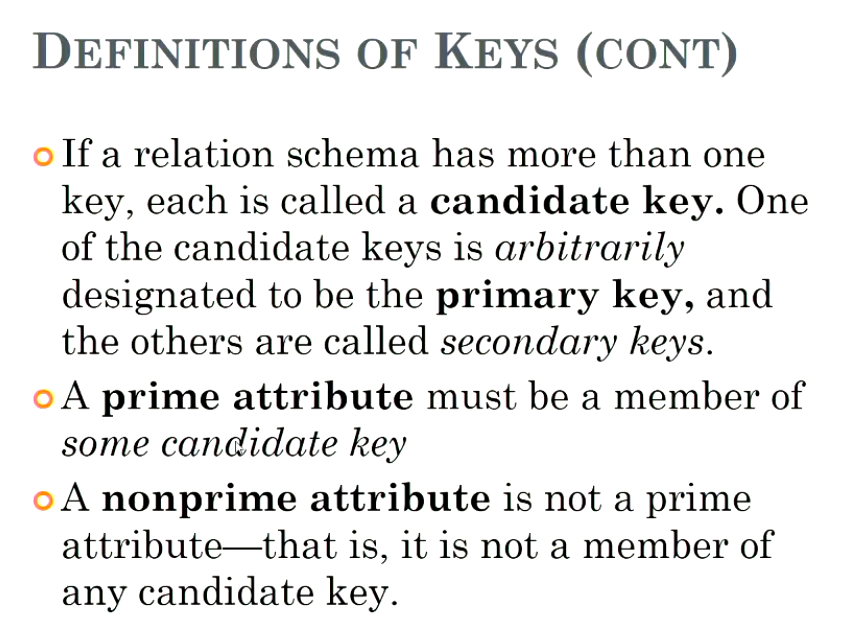 DEFINITIONS OF KEYS (CONT)
If a relation schema has more than one
key, each is called a candidate key. One
of the candidate keys is arbitrarily
designated to be the primary key, and
the others are called secondary keys.
A prime attribute must be a member of
some candidate key
A nonprime attribute is not a prime
attribute—that is, it is not a member of
any candidate key.